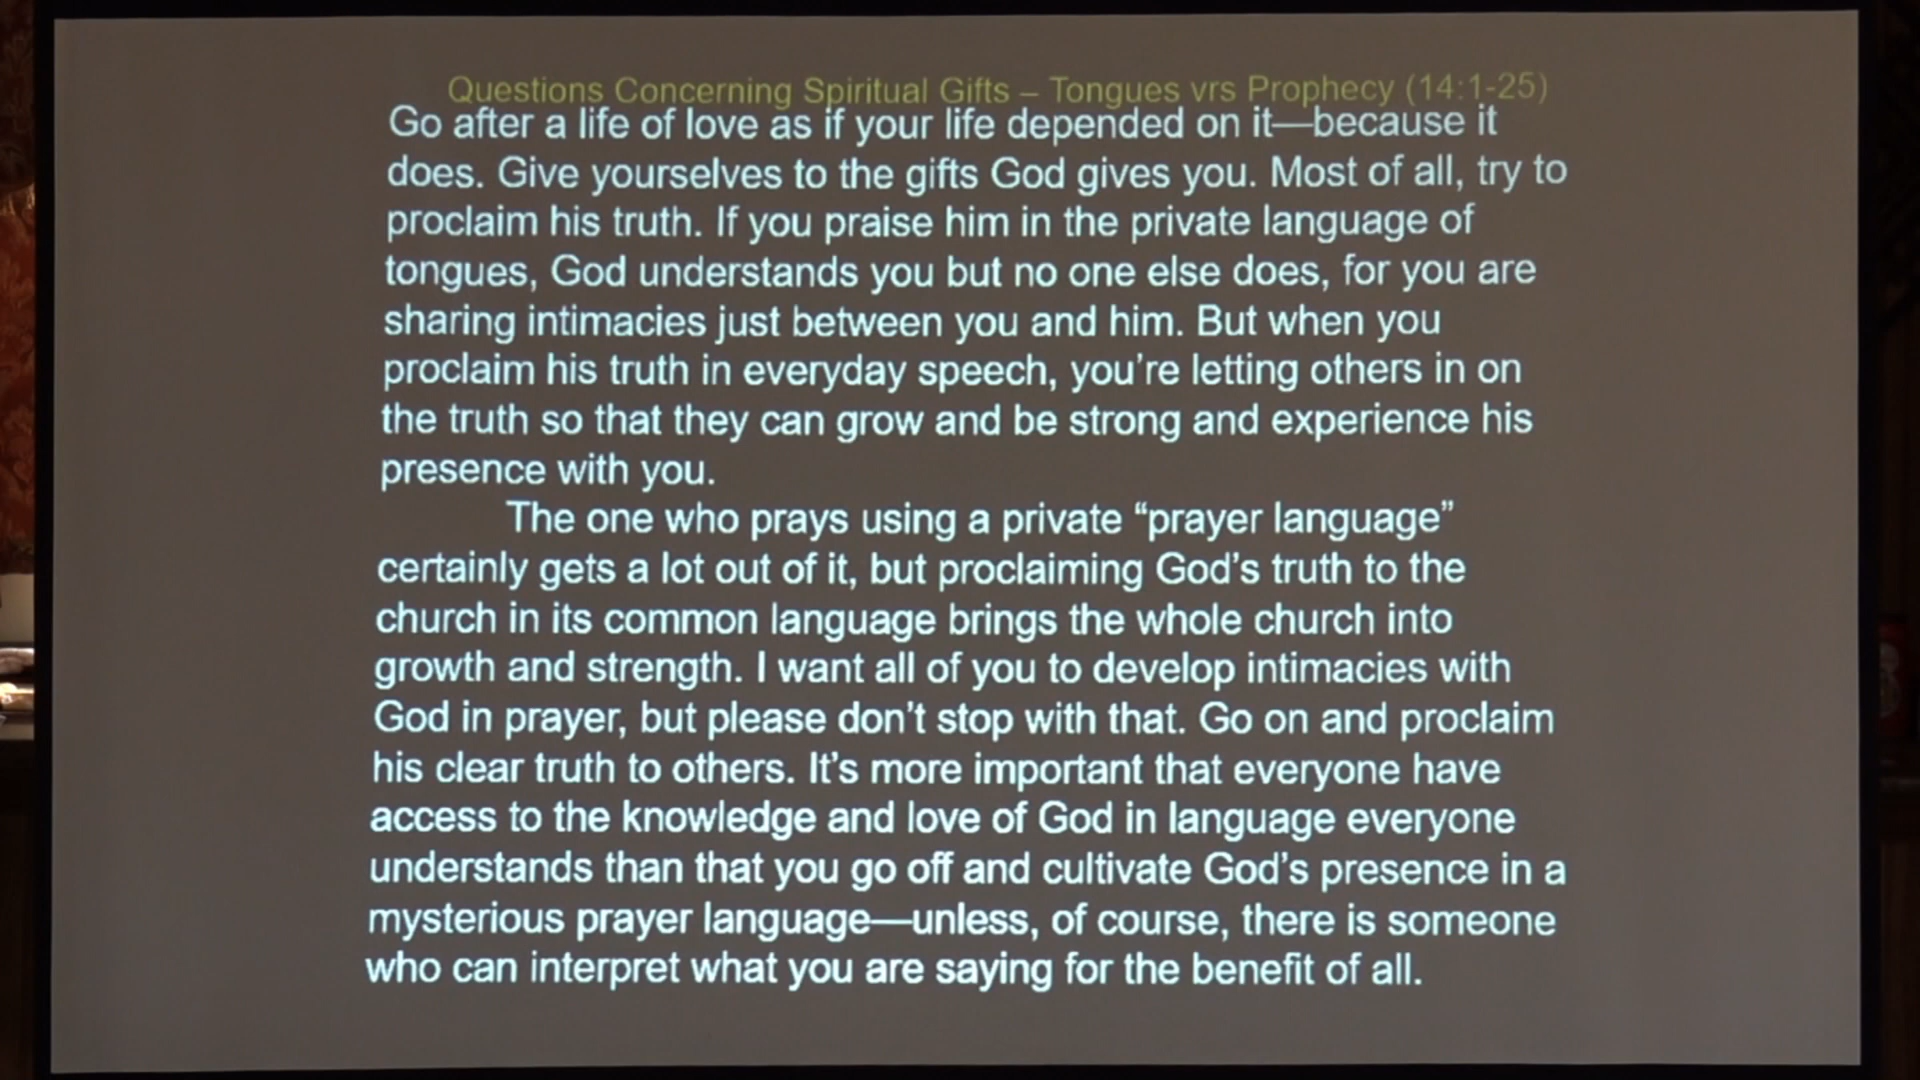 Questions Concerning Spiritual Gifts – Tongues vrs Prophecy (14:1-25)
Go after a life of love as if your life depended on it—because it
does. Give yourselves to the gifts God gives you. Most of all, try to
proclaim his truth. If you praise him in the private language of
tongues, God understands you but no one else does, for you are
sharing intimacies just between you and him. But when you
proclaim his truth in everyday speech, you’re letting others in on
the truth so that they can grow and be strong and experience his
presence with you.
The one who prays using a private “prayer language”
certainly gets a lot out of it, but proclaiming God’s truth to the
church in its common language brings the whole church into
growth and strength. I want all of you to develop intimacies with
God in prayer, but please don’t stop with that. Go on and proclaim
his clear truth to others. It’s more important that everyone have
access to the knowledge and love of God in language everyone
understands than that you go off and cultivate God’s presence in a
mysterious prayer language—unless, of course, there is someone
who can interpret what you are saying for the benefit of all.